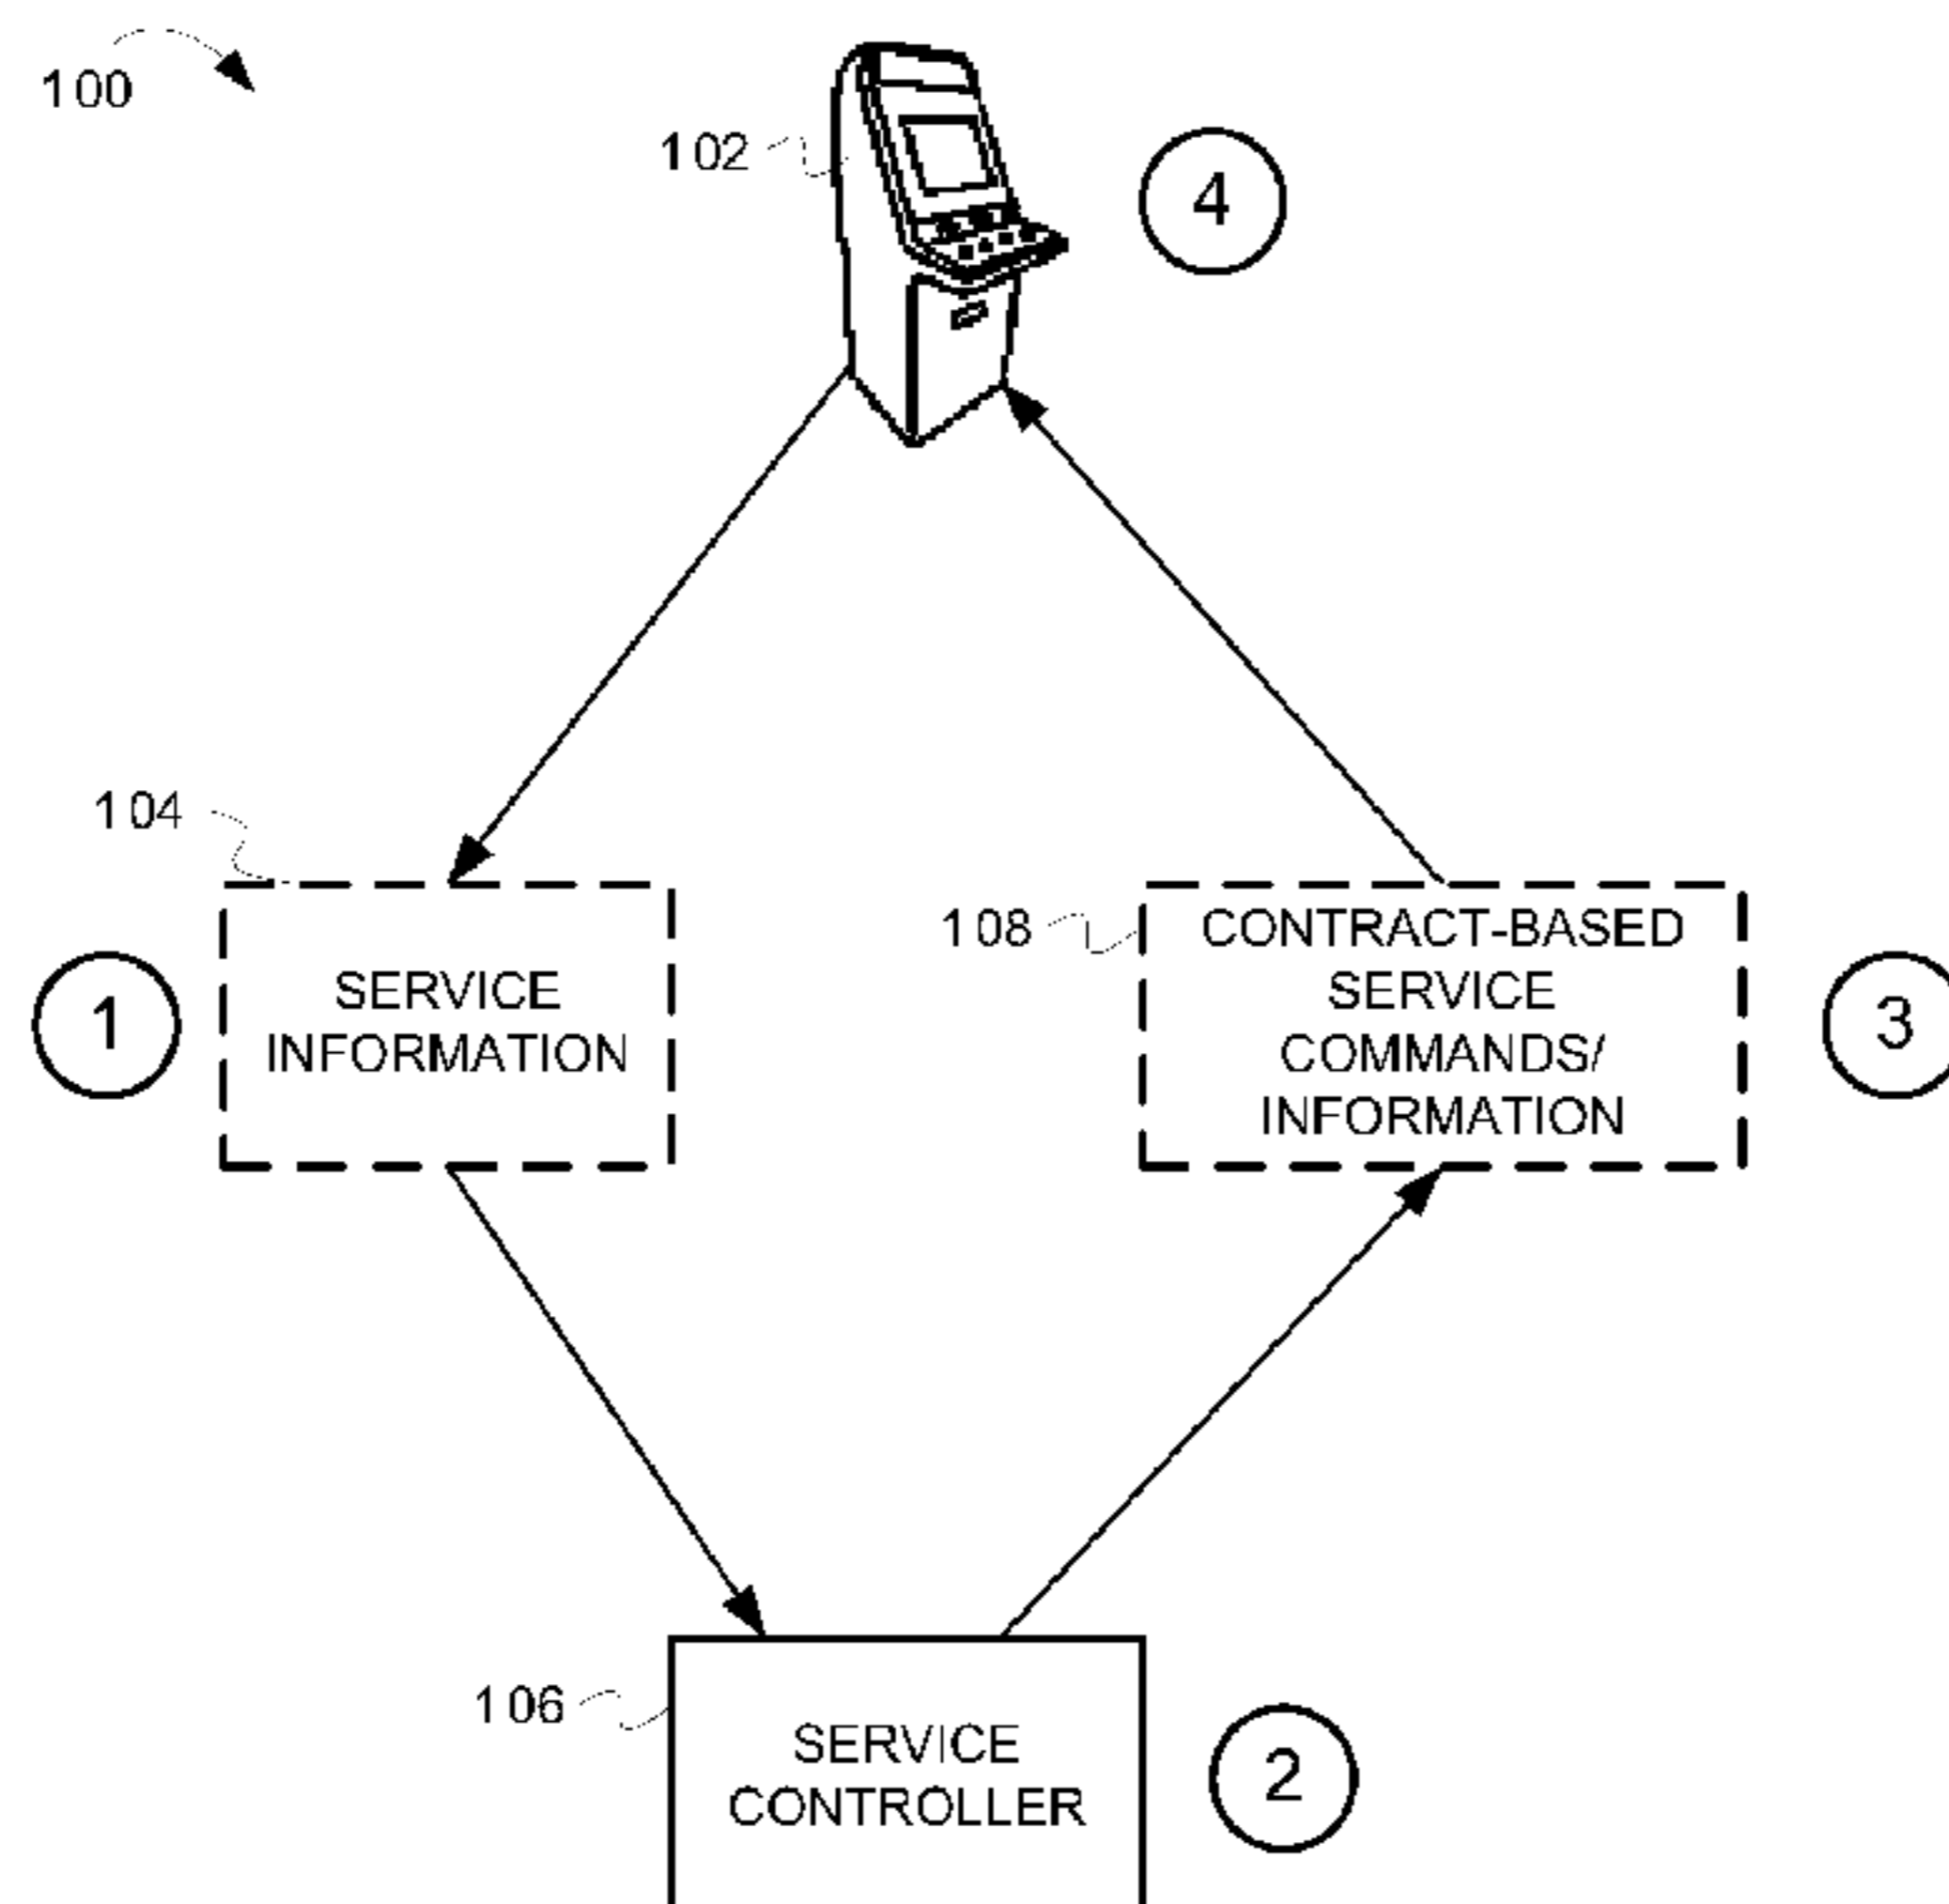 100
102
4
104
1
SERVICE
INFORMATION
108
CONTRACT-BASED
SERVICE
COMMANDS/
INFORMATION
3
106
SERVICE
CONTROLLER
2